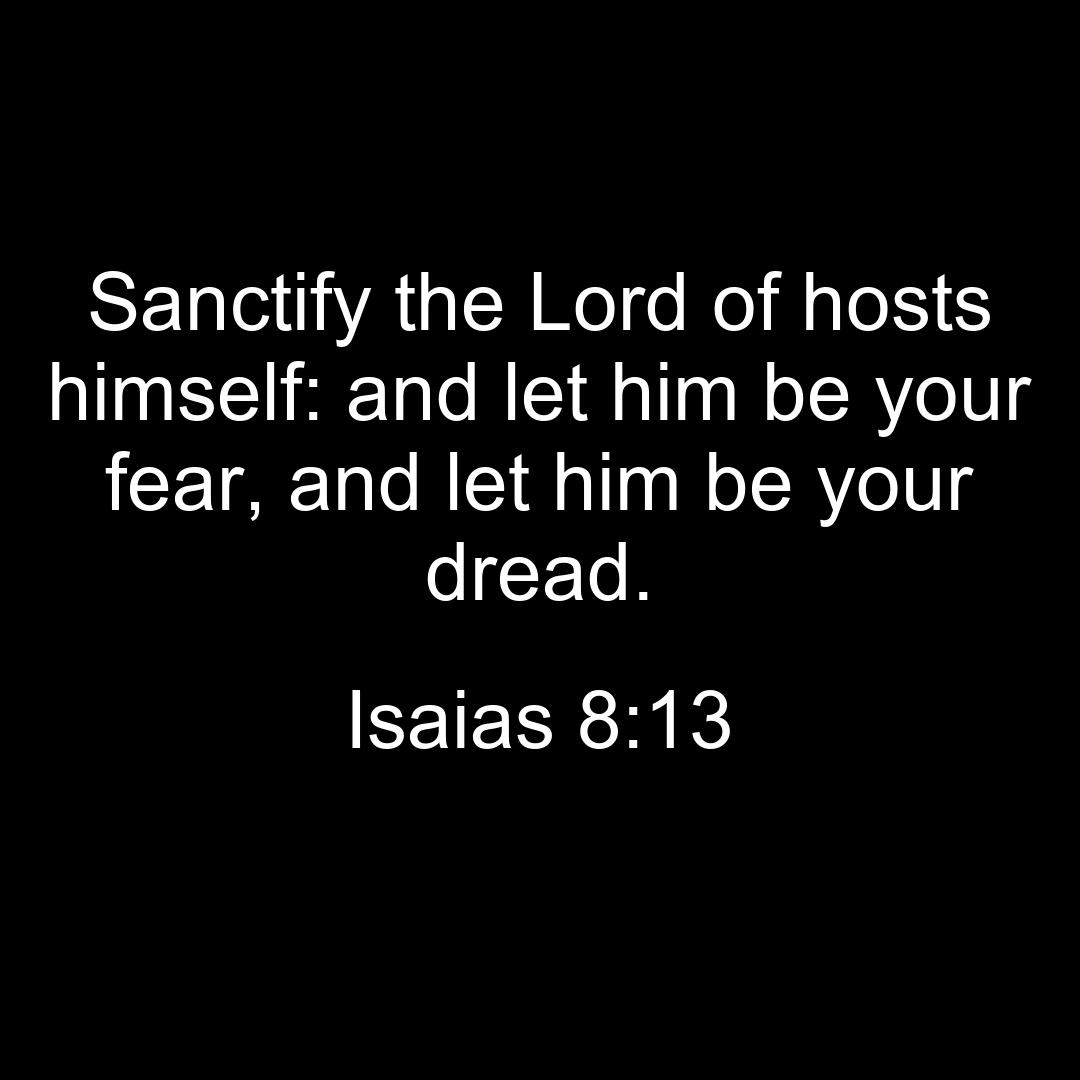 Sanctify the Lord of hosts
himself: and let him be your
fear, and let him be your
dread.
Isaias 8:13